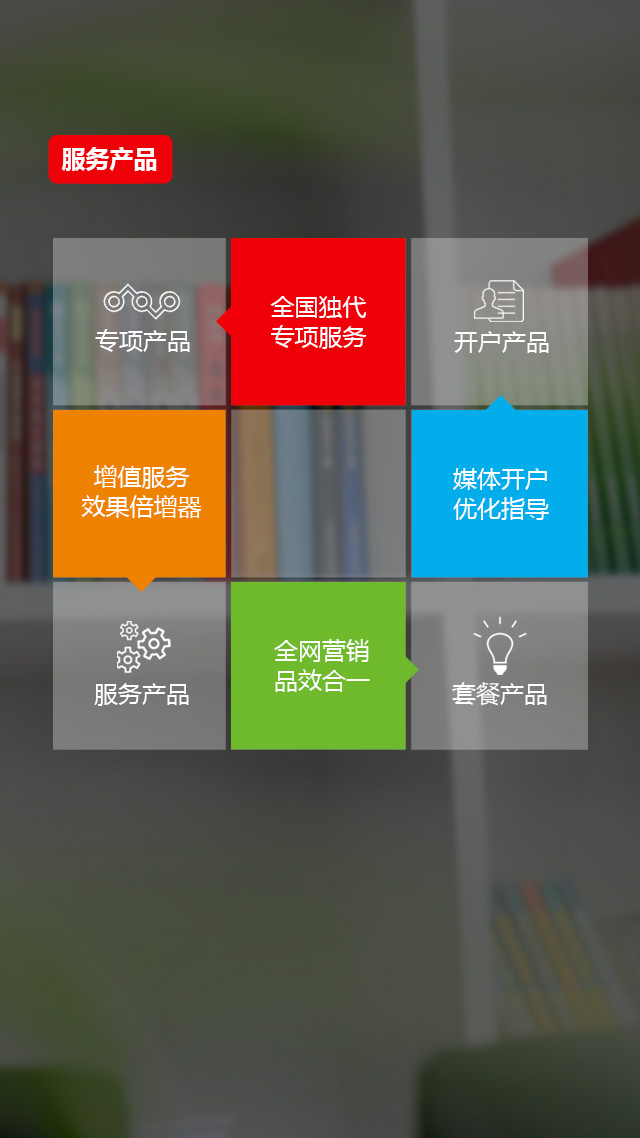 服务产品
专项产品
全国独代
专项服务
开户产品
增值服务
效果倍增器
媒体开户
优化指导
服务产品
全网营销
品效合一
套餐产品